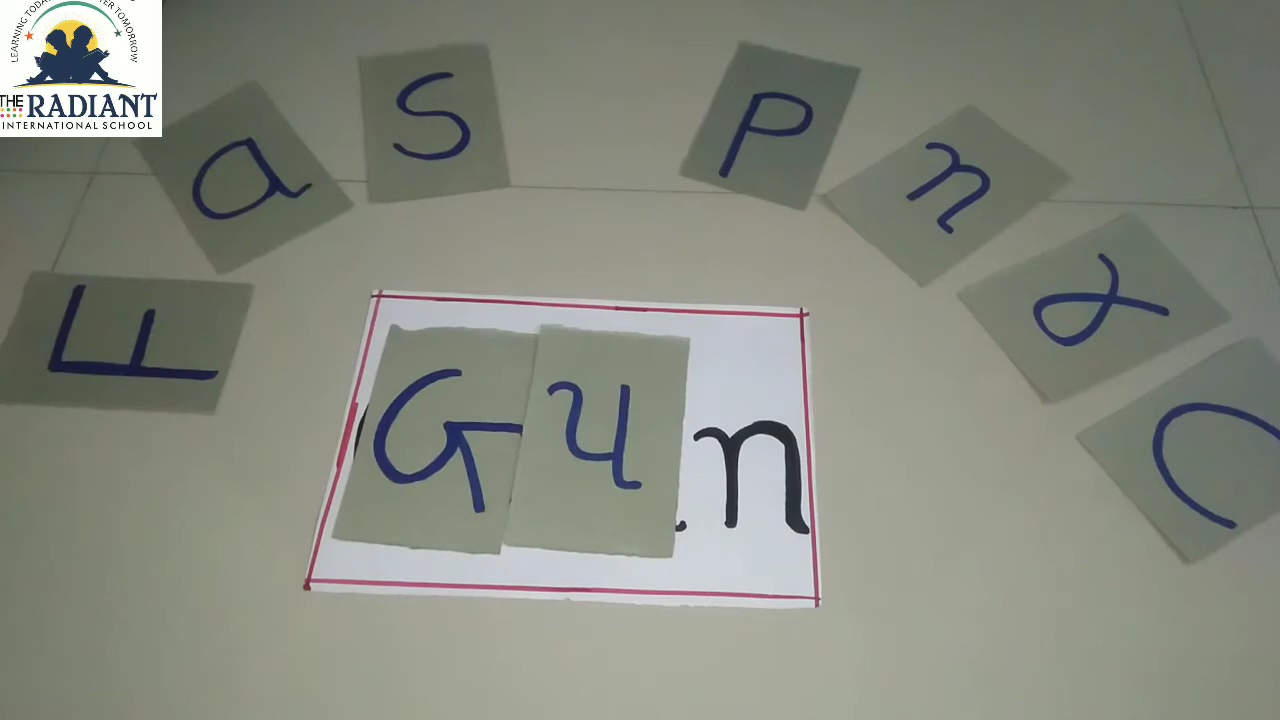 LEARNING TODAY
TOMORROW
THE RADIANT
INTERNATIONAL SCHOOL
a
S
P
n
F
G u n